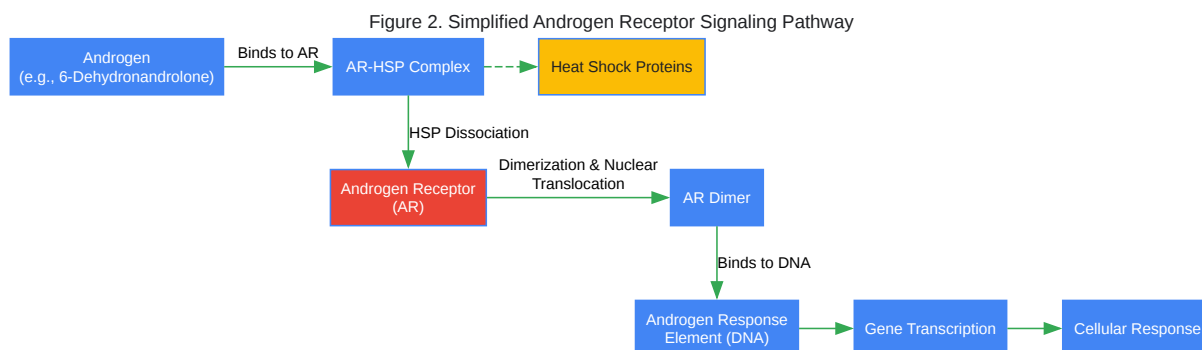 Figure 2. Simplified Androgen Receptor Signaling Pathway
Androgen
(e.g., 6-Dehydronandrolone)
Binds to AR
AR-HSP Complex
Heat Shock Proteins
HSP Dissociation
Androgen Receptor
(AR)
Dimerization & Nuclear
Translocation
AR Dimer
Binds to DNA
Androgen Response
Element (DNA)
Gene Transcription
Cellular Response